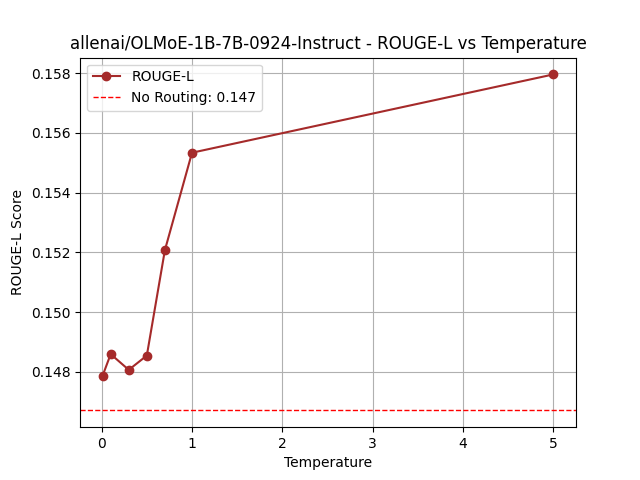 allenai/OLMoE-1B-7B-0924-Instruct - ROUGE-L vs Temperature
ROUGE-L
No Routing: 0.147
ROUGE-L Score
0.158
0.156
0.154
0.152
0.150
0.148
0 1 2 3 4 5
Temperature